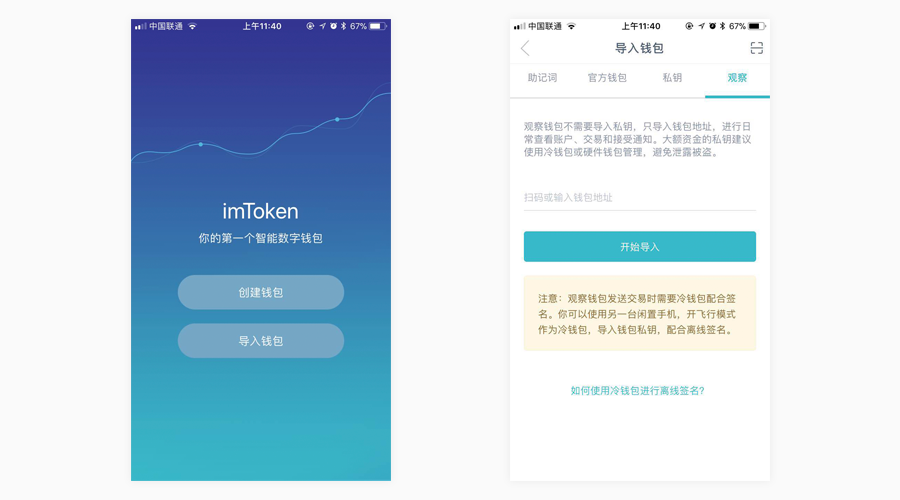 中国联通
上午11:40
67%
imToken
你的第一个智能数字钱包
创建钱包
导入钱包
中国联通
上午11:40
67%
导入钱包
助记词
官方钱包
私钥
观察
观察钱包不需要导入私钥，只导入钱包地址，进行日
常查看账户、交易和接受通知。大额资金的私钥建议
使用冷钱包或硬件钱包管理，避免泄露被盗。
扫码或输入钱包地址
开始导入
注意：观察钱包发送交易时需要冷钱包配合签
名。你可以使用另一台闲置手机，开飞行模式
作为冷钱包，导入钱包私钥，配合离线签名。
如何使用冷钱包进行离线签名?